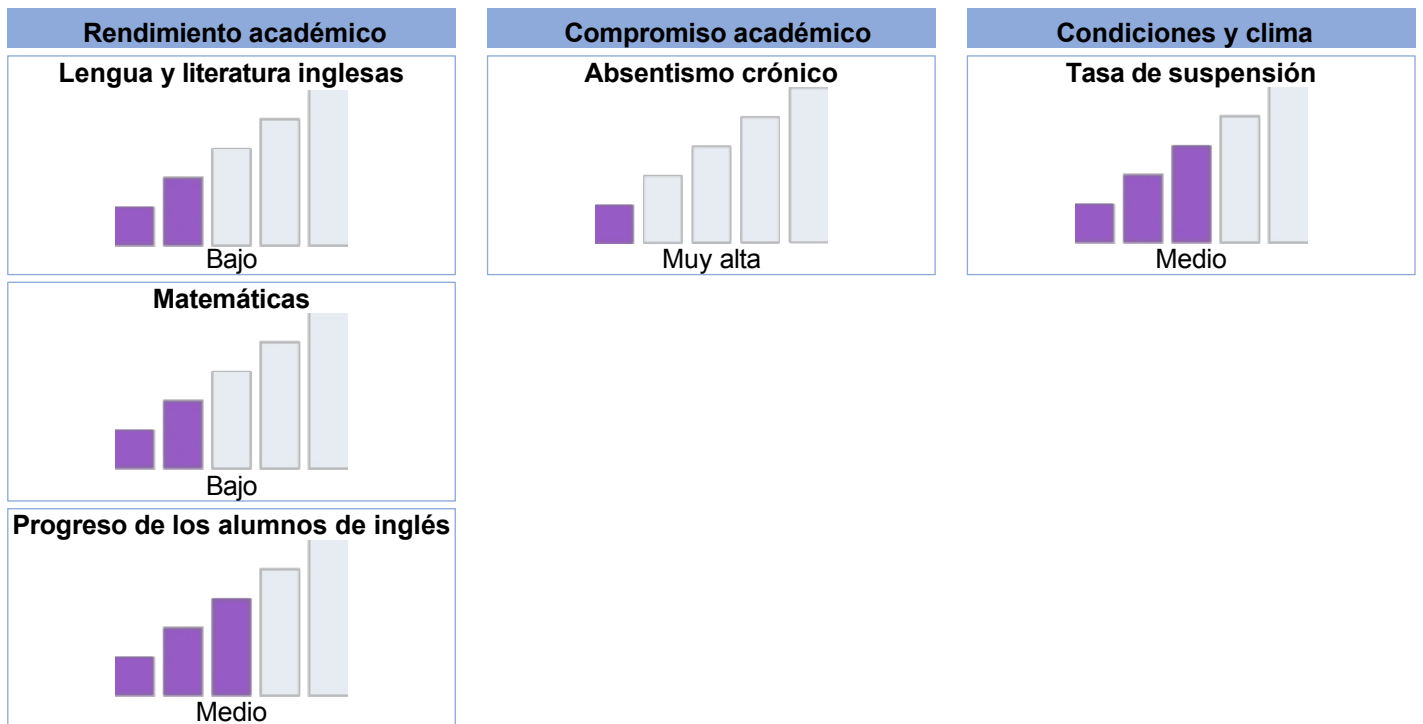 Rendimiento académico
Lengua y literatura inglesas
Bajo
Matemáticas
Bajo
Progreso de los alumnos de inglés
Medio
Compromiso académico
Absentismo crónico
Muy alta
Condiciones y clima
Tasa de suspensión
Medio